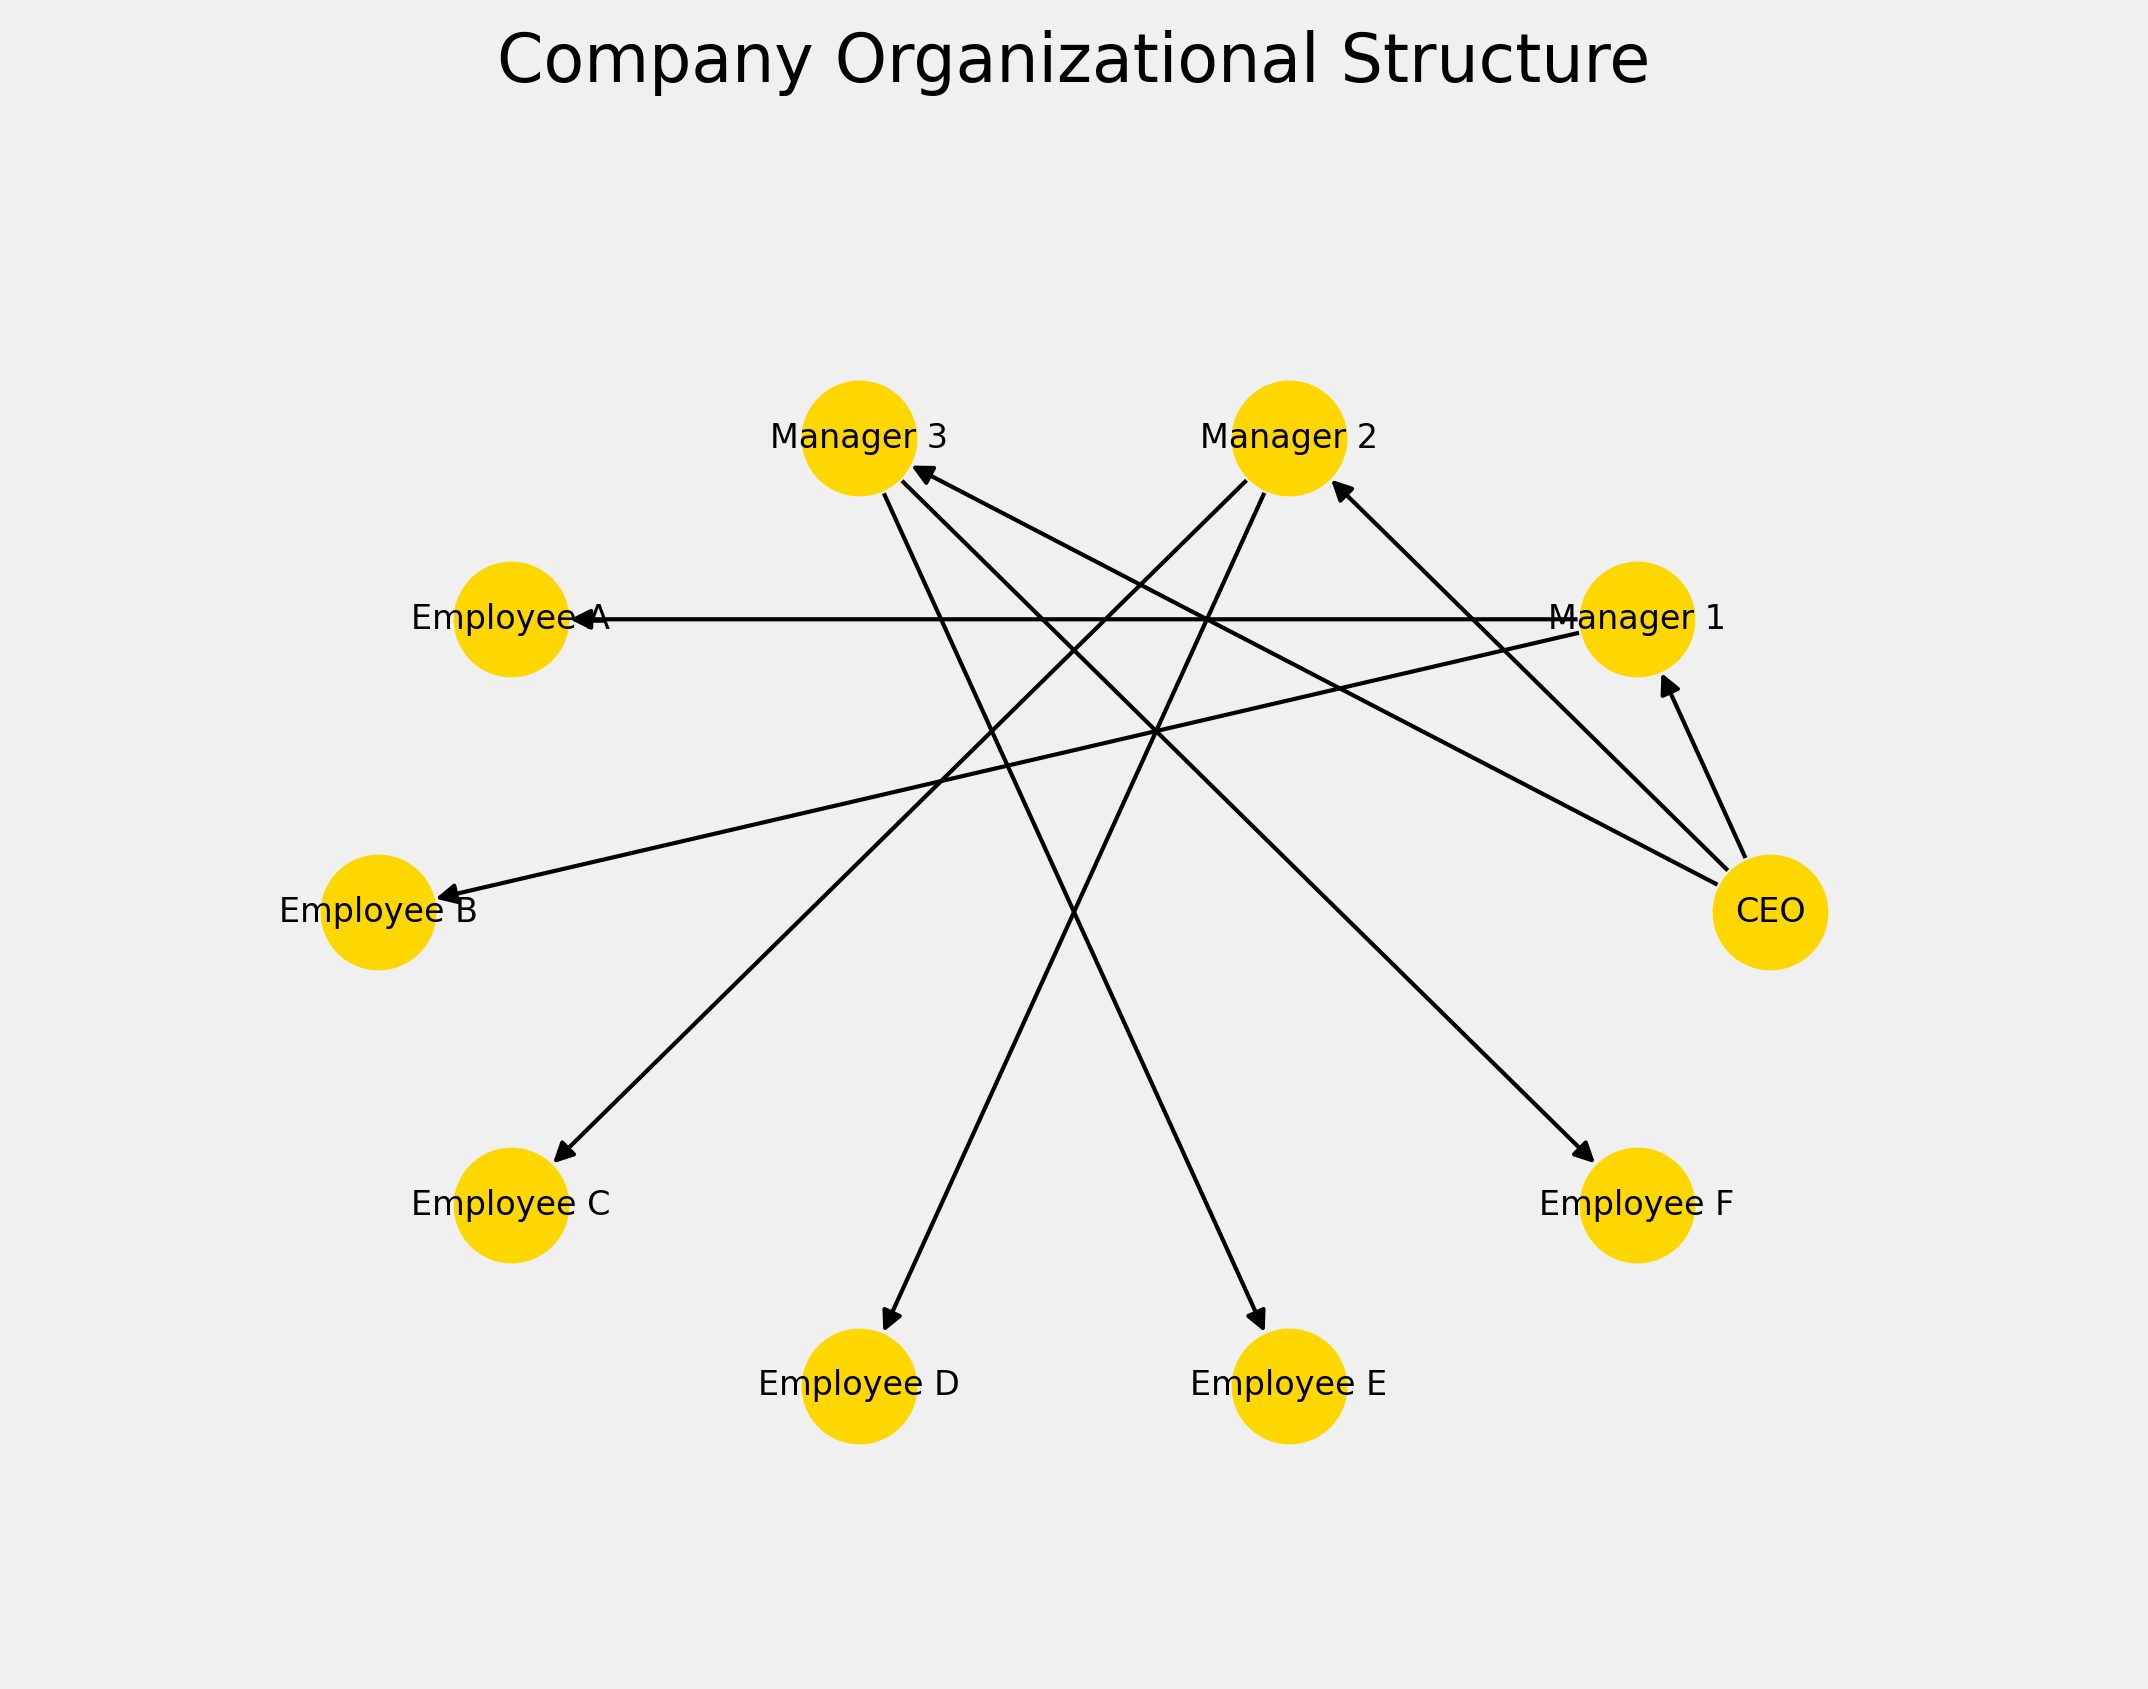 Company Organizational Structure
Manager 3
Manager 2
Employee A
Manager 1
Employee B
CEO
Employee C
Employee F
Employee D
Employee E